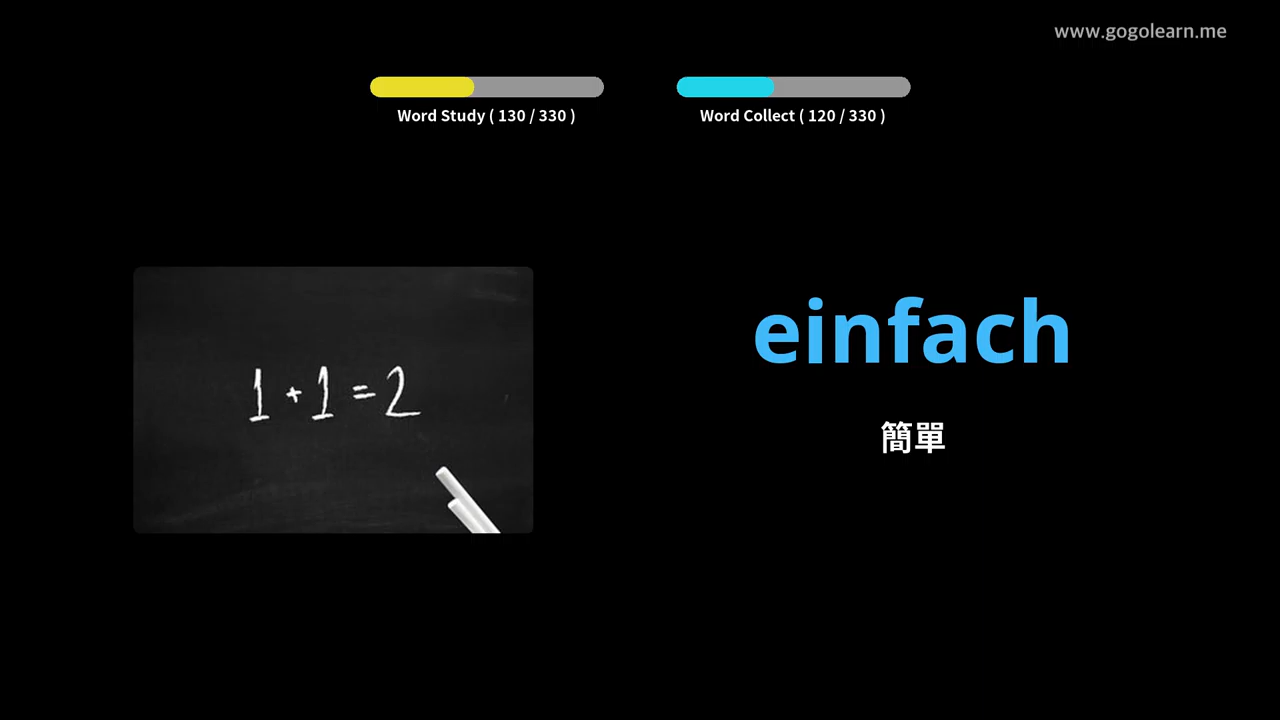 www.gogolearn.me
Word Study ( 130 / 330 )
Word Collect ( 120 / 330 )
1 + 1 = 2
einfach
簡單